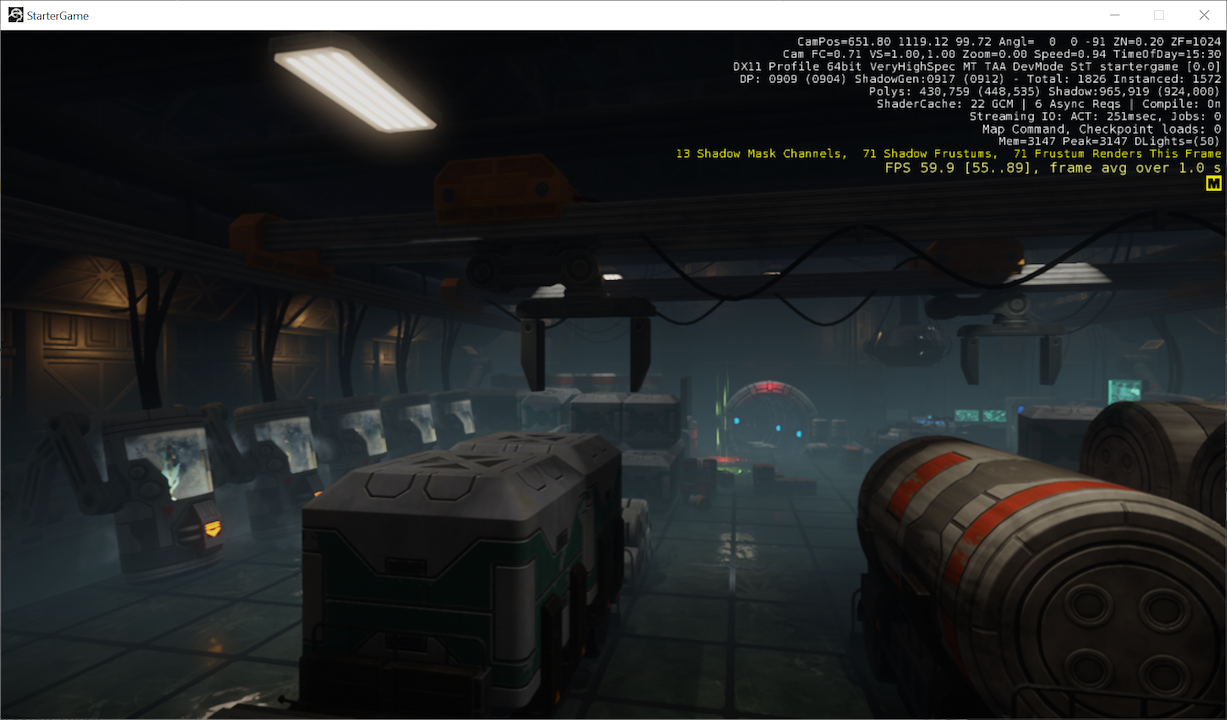 StarterGame
CamPos=651.80 1119.12 99.72 Angl=  0  0 -91 ZN=0.20 ZF=1024
Cam FC=0.71 VS=1.00,1.00 Zoom=0.00 Speed=0.94 TimeOfDay=15:30
DX11 Profile 64bit VeryHighSpec MT TAA DevMode StT startergame [0.0]
DP: 0909 (0904) ShadowGen:0917 (0912) - Total: 1826 Instanced: 1572
Polys: 430,759 (448,535) Shadow:965,919 (924,000)
ShaderCache: 22 GCM | 6 Async Reqs | Compile: On
Streaming IO: ACT: 251msec, Jobs: 0
Map Command, Checkpoint loads: 0
Mem=3147 Peak=3147 DLights=(50)
13 Shadow Mask Channels,  71 Shadow Frustums,  71 Frustum Renders This Frame
FPS 59.9 [55..89], frame avg over 1.0 s
M